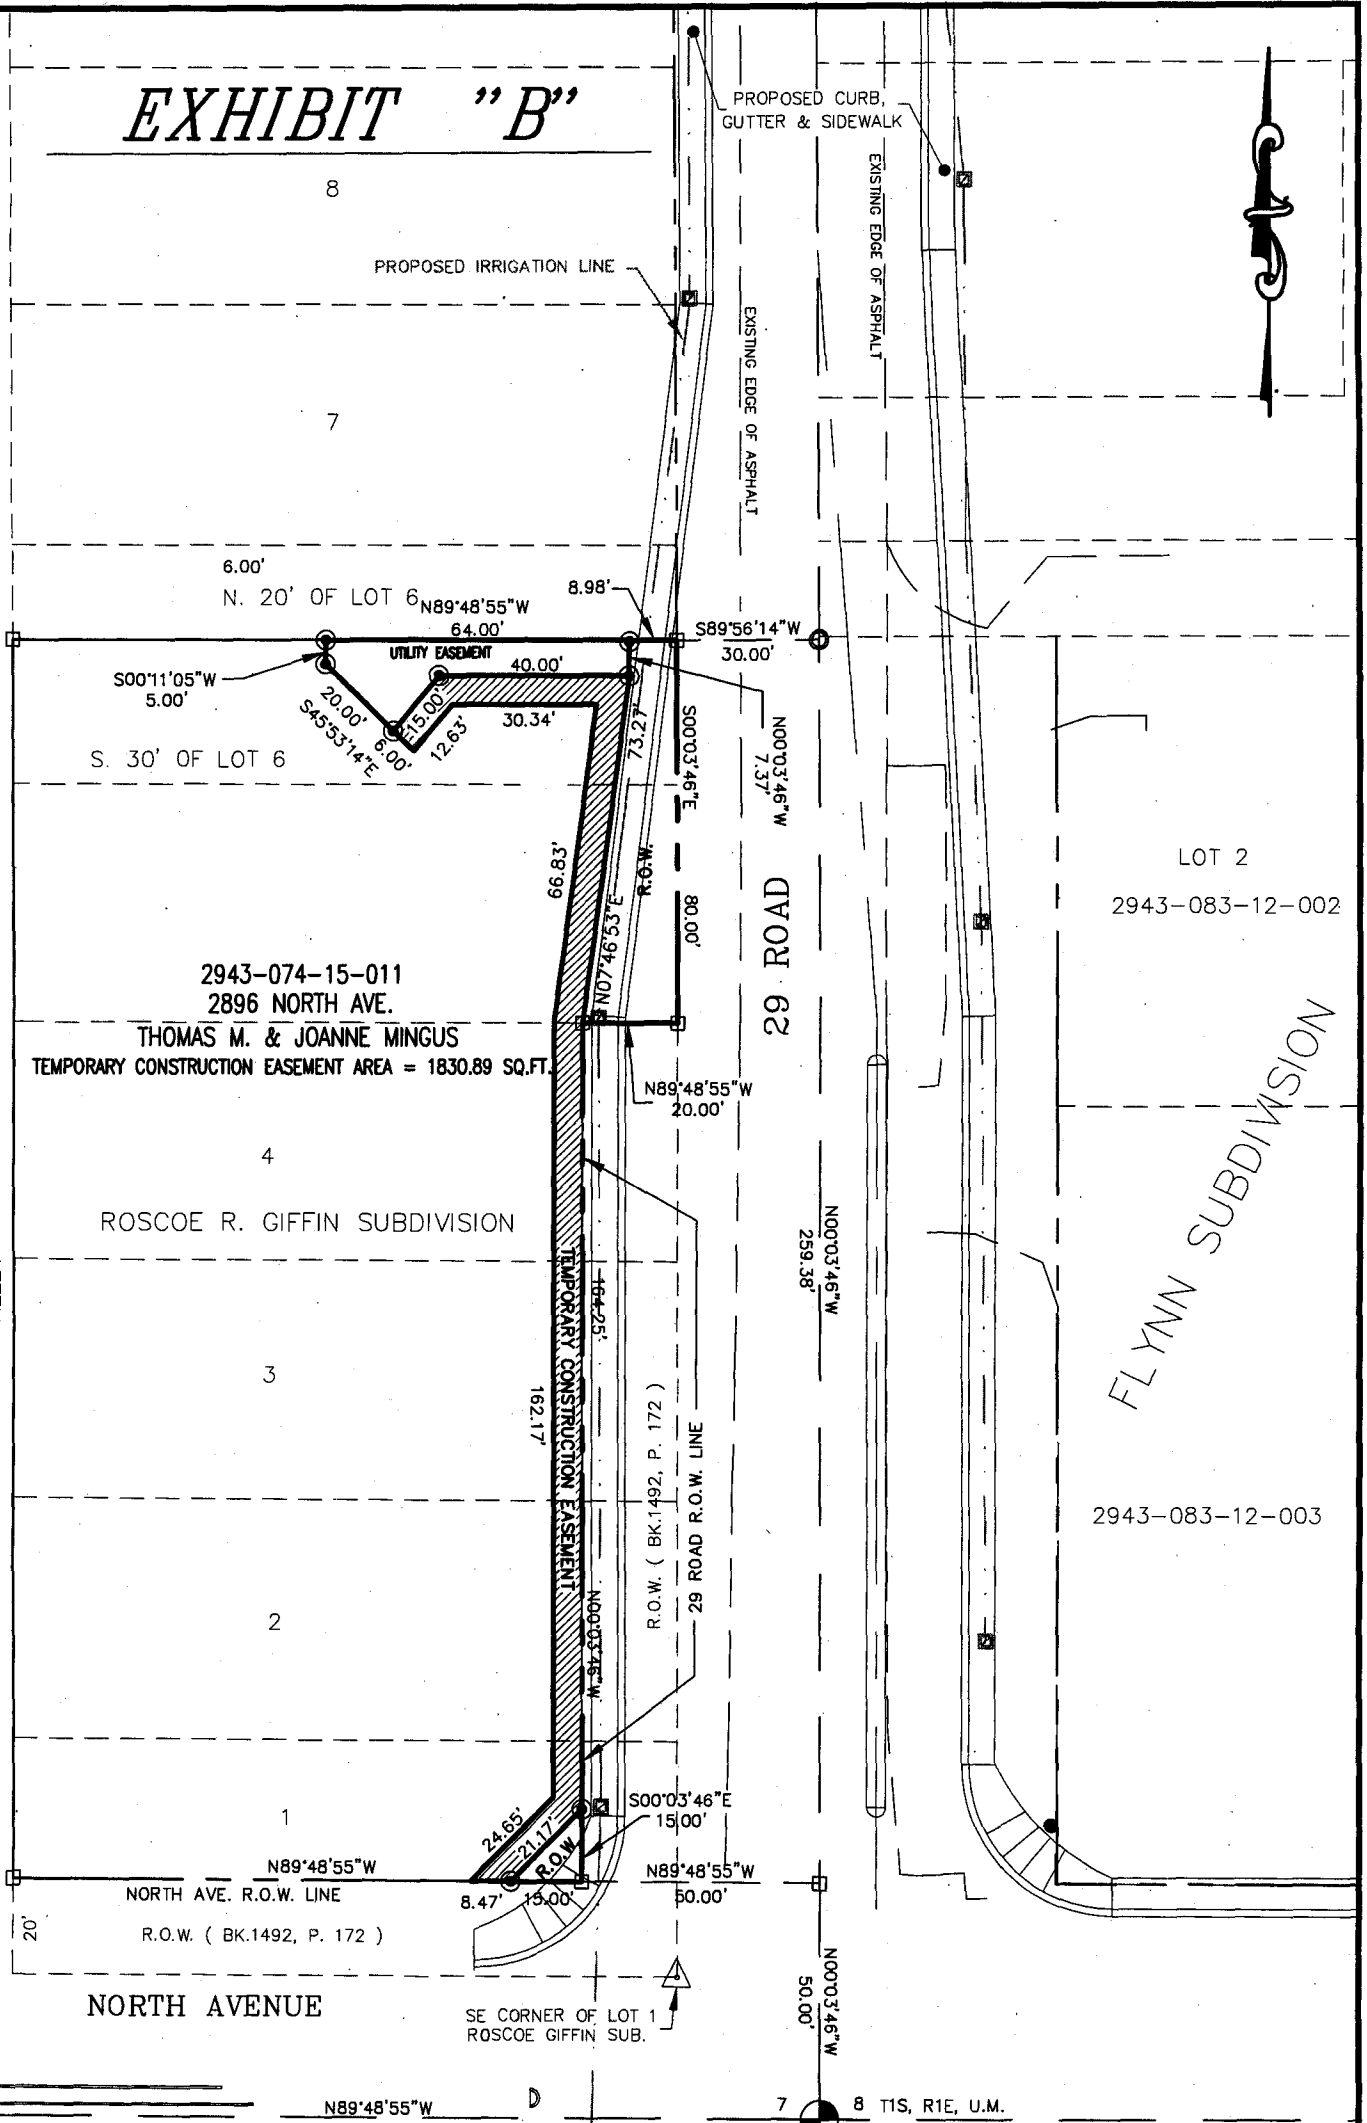 EXHIBIT "B"
PROPOSED CURB,
GUTTER & SIDEWALK
EXISTING EDGE OF ASPHALT
8
PROPOSED IRRIGATION LINE
EXISTING EDGE OF ASPHALT
7
6.00'
N. 20' OF LOT 6
N89°48'55"W
64.00'
8.98'
S89°56'14"W
30.00'
UTILITY EASEMENT
40.00'
S00°11'05"W
5.00'
20.00'
S45°53'14"E
6.00'
15.00'
12.63'
30.34'
73.27'
S00°03'46"E
80.00'
N00°03'46"W
7.37'
S. 30' OF LOT 6
66.83'
N07°46'53"E
R.O.W.
29 ROAD
LOT 2
2943-083-12-002
2943-074-15-011
2896 NORTH AVE.
THOMAS M. & JOANNE MINGUS
TEMPORARY CONSTRUCTION EASEMENT AREA = 1830.89 SQ.FT.
N89°48'55"W
20.00'
FLYNN SUBDIVISION
4
ROSCOE R. GIFFIN SUBDIVISION
N00°03'46"W
259.38'
TEMPORARY CONSTRUCTION EASEMENT
164.25'
162.17'
3
R.O.W. ( BK.1492, P. 172 )
29 ROAD R.O.W. LINE
2943-083-12-003
2
N00°03'46"W
S00°03'46"E
15.00'
1
24.65'
21.17'
R.O.W
N89°48'55"W
N89°48'55"W
50.00'
NORTH AVE. R.O.W. LINE
8.47'
15.00'
20'
R.O.W. ( BK.1492, P. 172 )
N00°03'46"W
50.00'
NORTH AVENUE
SE CORNER OF LOT 1
ROSCOE GIFFIN SUB.
N89°48'55"W
7
8 T1S, R1E, U.M.